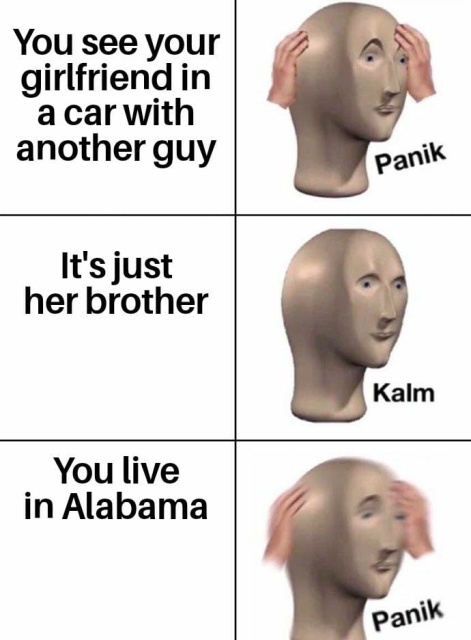 You see your
girlfriend in
a car with
another guy
Panik
It's just
her brother
Kalm
You live
in Alabama
Panik